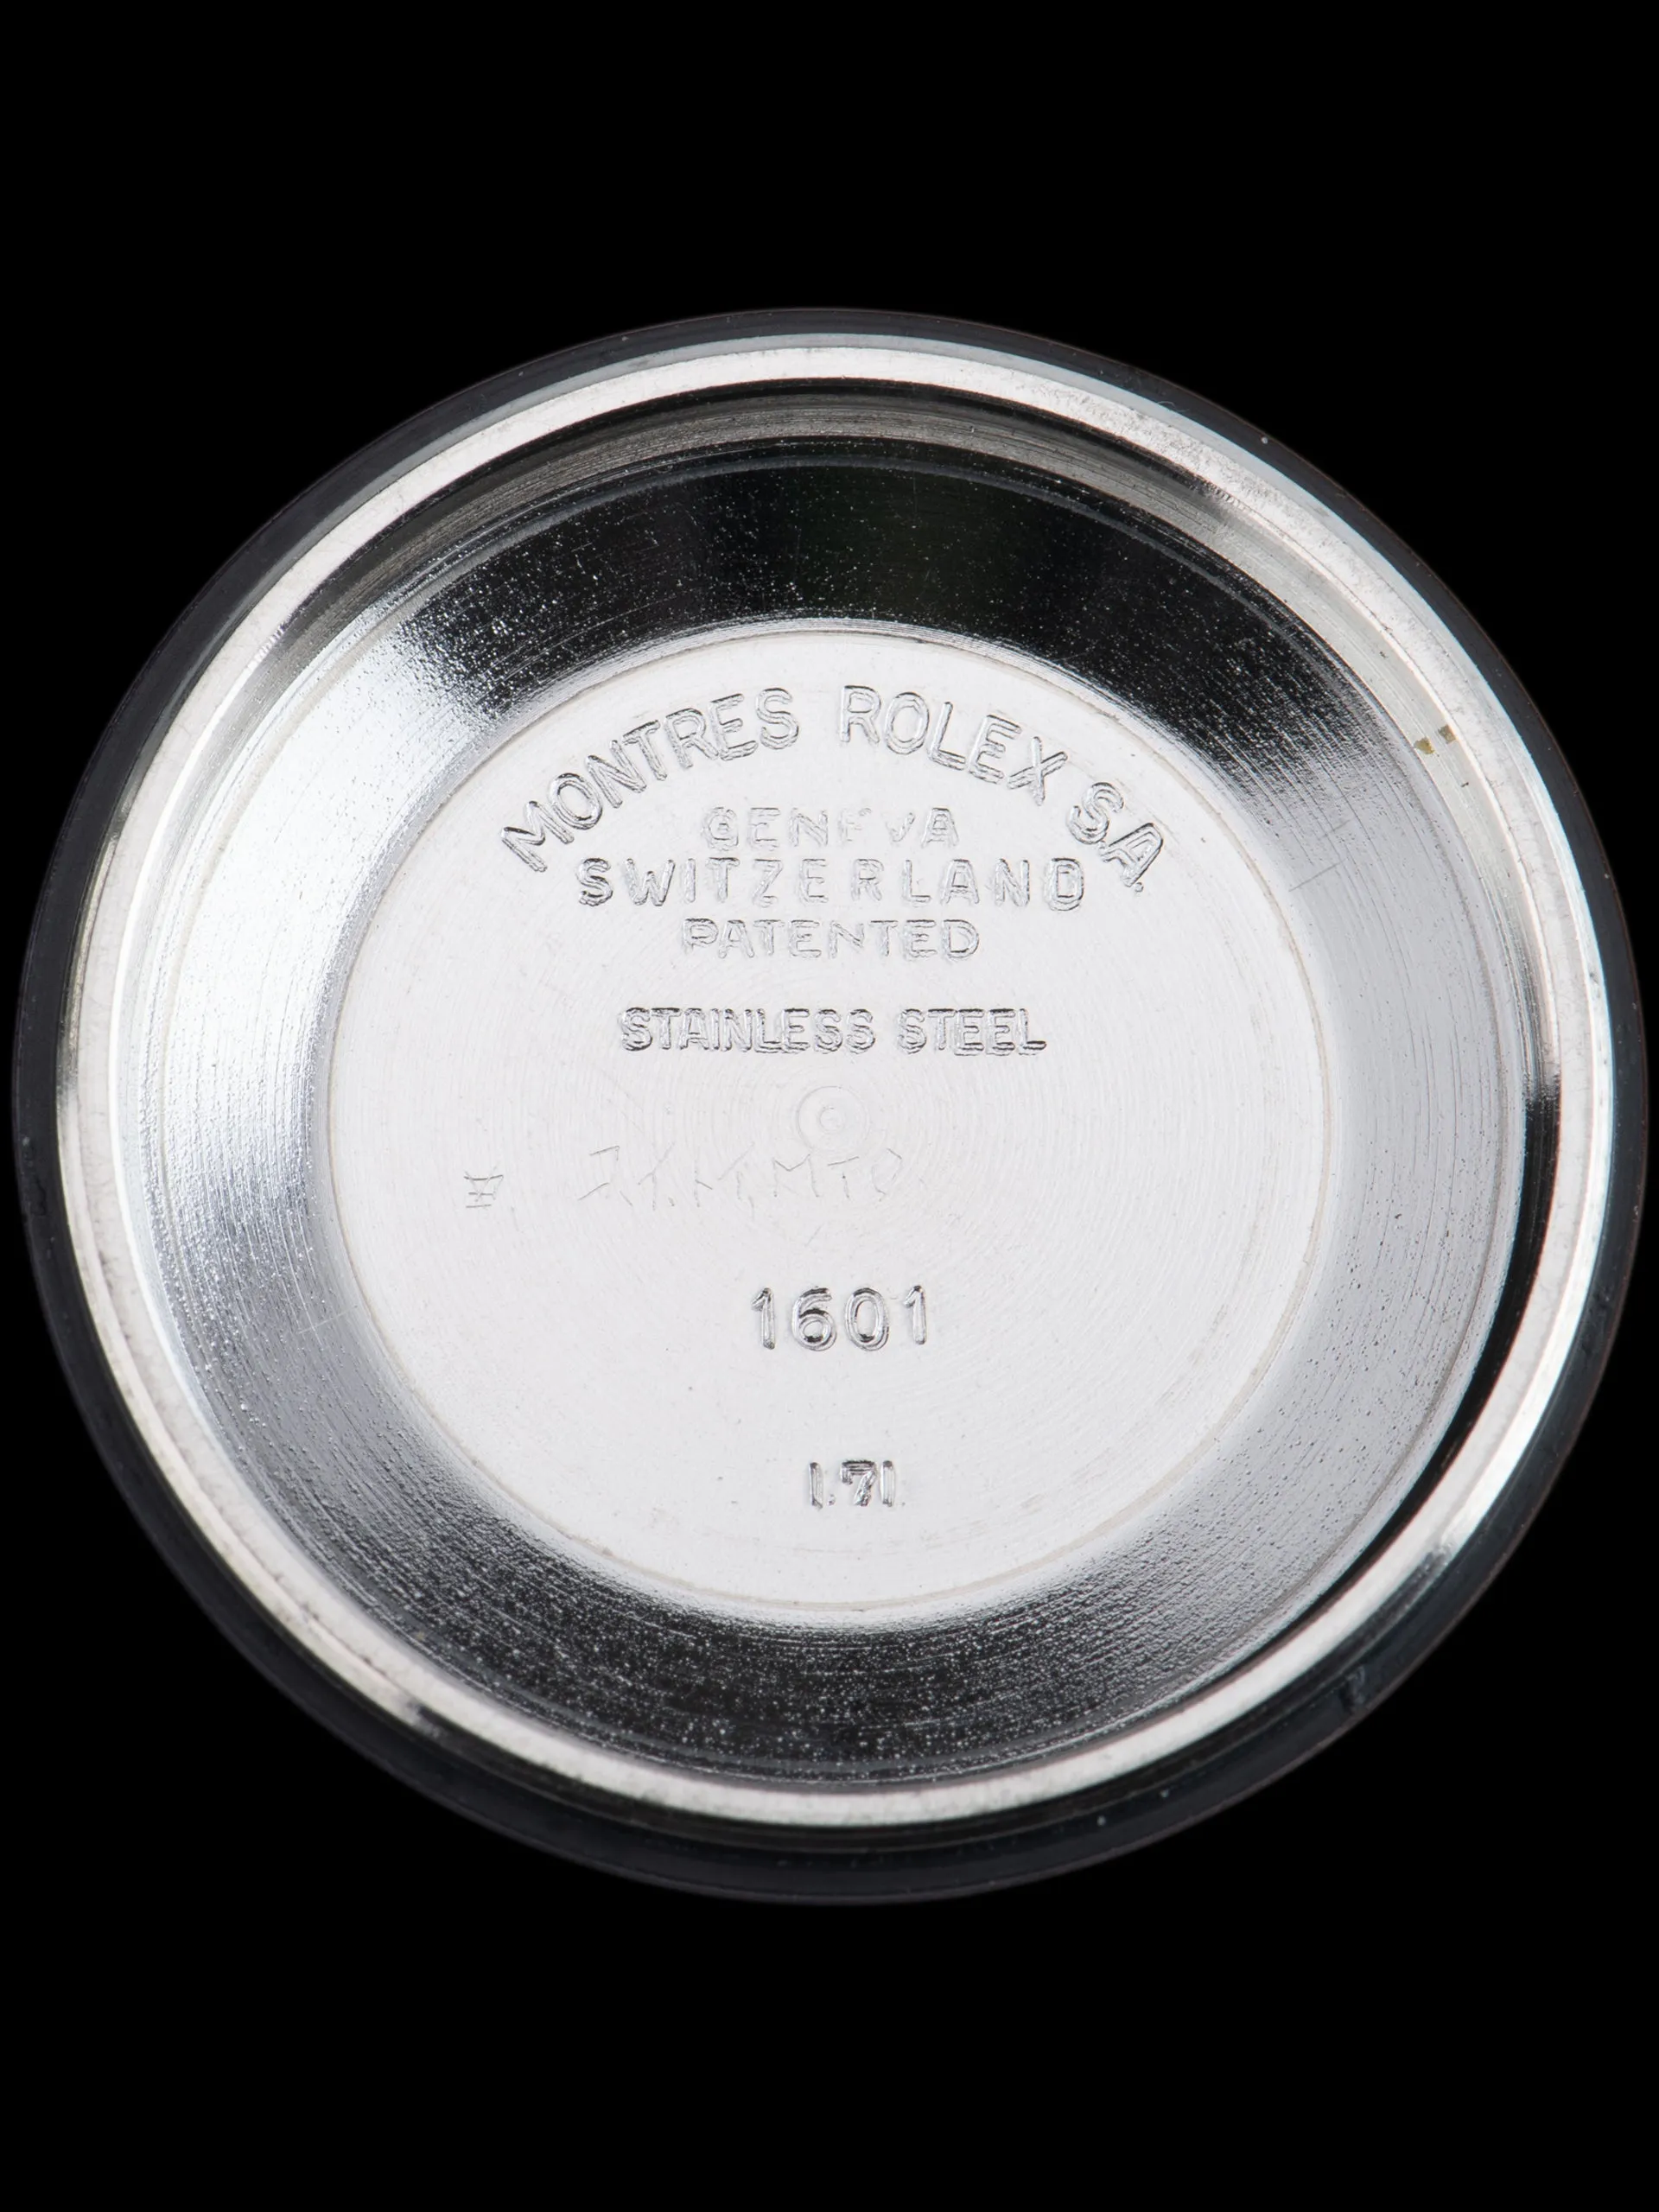 MONTRES ROLEX S.A.
GENEVA
SWITZERLAND
PATENTED
STAINLESS STEEL
1601
I.71